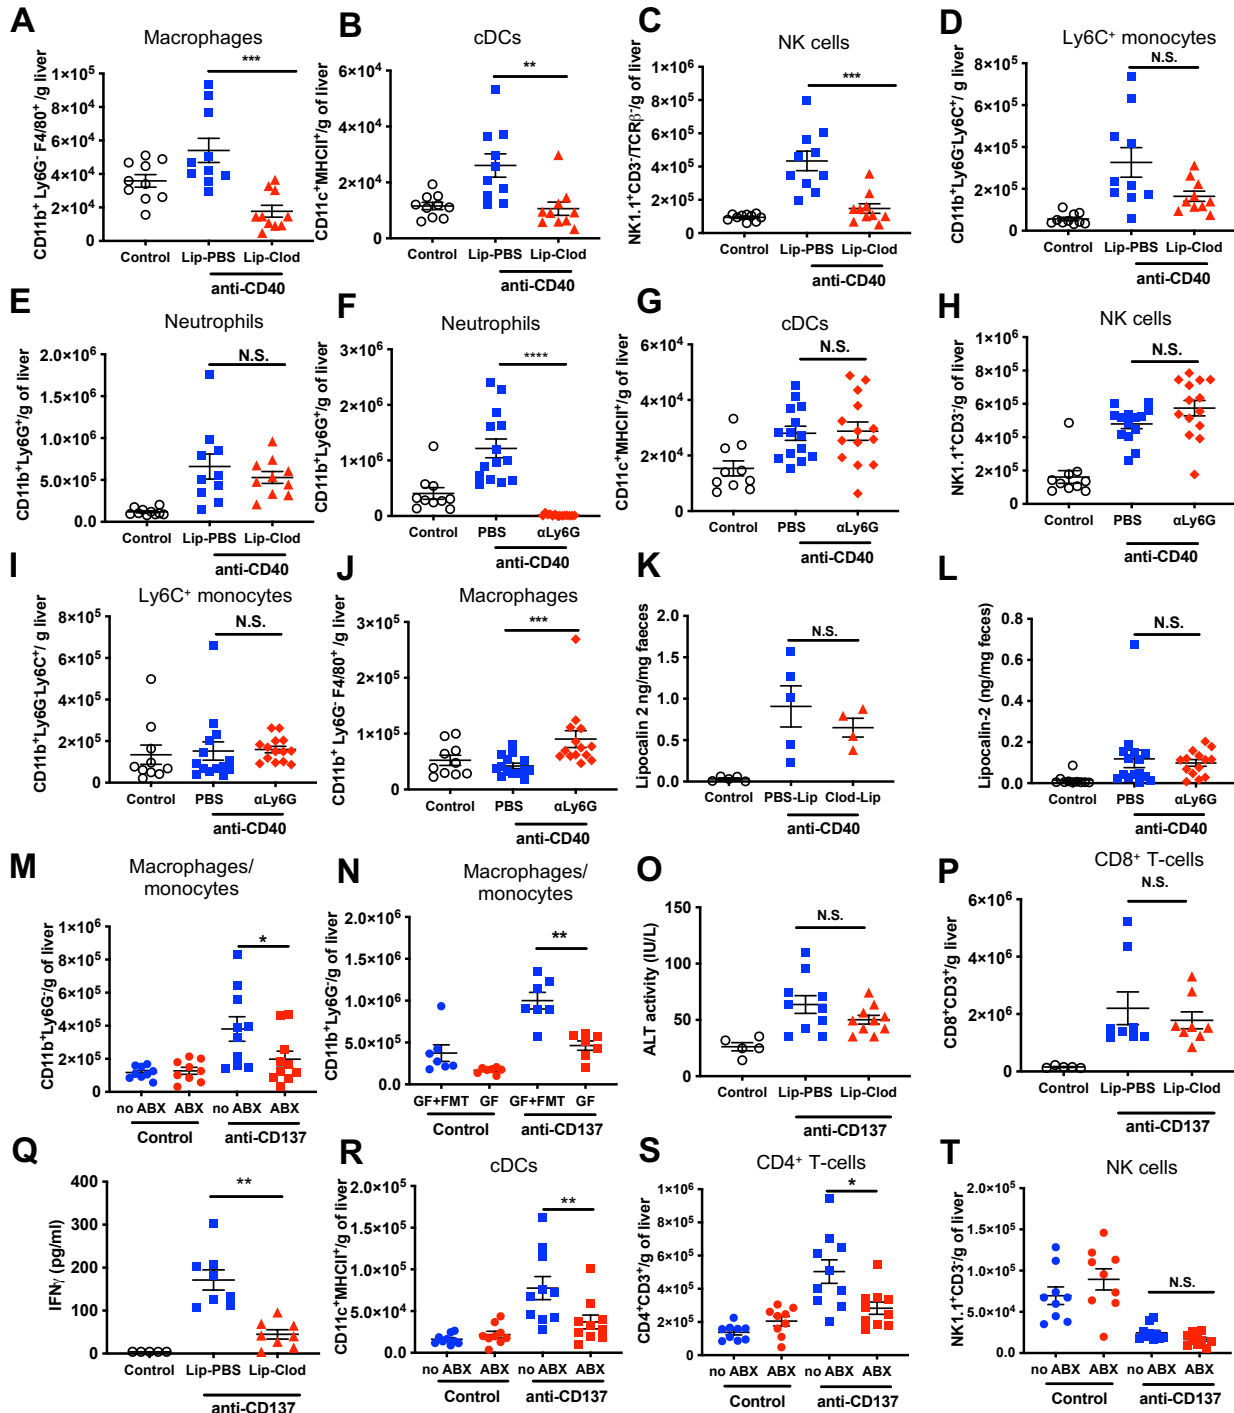 A
Macrophages
***
CD11b⁺ Ly6G⁻ F4/80⁺ /g of liver
1×10⁵
8×10⁴
6×10⁴
4×10⁴
2×10⁴
0
Control Lip-PBS Lip-Clod
anti-CD40
B
cDCs
**
CD11c⁺MHCII⁺/g of liver
6×10⁴
4×10⁴
2×10⁴
0
Control Lip-PBS Lip-Clod
anti-CD40
C
NK cells
***
NK1.1⁺CD3⁻/TCRβ⁻/g of liver
1×10⁶
8×10⁵
6×10⁵
4×10⁵
2×10⁵
0
Control Lip-PBS Lip-Clod
anti-CD40
D
Ly6C⁺ monocytes
N.S.
CD11b⁺Ly6G⁻Ly6C⁺/ g liver
8×10⁵
6×10⁵
4×10⁵
2×10⁵
0
Control Lip-PBS Lip-Clod
anti-CD40
E
Neutrophils
N.S.
CD11b⁺Ly6G⁺/g of liver
2.0×10⁶
1.5×10⁶
1.0×10⁶
5.0×10⁵
0.0
Control Lip-PBS Lip-Clod
anti-CD40
F
Neutrophils
****
CD11b⁺Ly6G⁺/g of liver
3×10⁶
2×10⁶
1×10⁶
0
Control PBS αLy6G
anti-CD40
G
cDCs
N.S.
CD11c⁺MHCII⁺/g of liver
6×10⁴
4×10⁴
2×10⁴
0
Control PBS αLy6G
anti-CD40
H
NK cells
N.S.
NK1.1⁺CD3⁻/g of liver
1×10⁶
8×10⁵
6×10⁵
4×10⁵
2×10⁵
0
Control PBS αLy6G
anti-CD40
I
Ly6C⁺ monocytes
N.S.
CD11b⁺Ly6G⁻Ly6C⁺/ g liver
8×10⁵
6×10⁵
4×10⁵
2×10⁵
0
Control PBS αLy6G
anti-CD40
J
Macrophages
***
CD11b⁺ Ly6G⁻ F4/80⁺ /g liver
3×10⁵
2×10⁵
1×10⁵
0
Control PBS αLy6G
anti-CD40
K
N.S.
Lipocalin 2 ng/mg faeces
2.0
1.5
1.0
0.5
0.0
Control PBS-Lip Clod-Lip
anti-CD40
L
N.S.
Lipocalin-2 (ng/mg feces)
0.8
0.6
0.4
0.2
0.0
Control PBS αLy6G
anti-CD40
M
Macrophages/
monocytes
*
CD11b⁺Ly6G⁻/g of liver
1×10⁶
8×10⁵
6×10⁵
4×10⁵
2×10⁵
0
no ABX ABX no ABX ABX
Control anti-CD137
N
Macrophages/
monocytes
**
CD11b⁺Ly6G⁻/g of liver
2.0×10⁶
1.5×10⁶
1.0×10⁶
5.0×10⁵
0.0
GF+FMT GF GF+FMT GF
Control anti-CD137
O
N.S.
ALT activity (IU/L)
150
100
50
0
Control Lip-PBS Lip-Clod
anti-CD137
P
CD8⁺ T-cells
N.S.
CD8⁺CD3⁺/g of liver
6×10⁶
4×10⁶
2×10⁶
0
Control Lip-PBS Lip-Clod
anti-CD137
Q
**
IFNγ (pg/ml)
400
300
200
100
0
Control Lip-PBS Lip-Clod
anti-CD137
R
cDCs
**
CD11c⁺MHCII⁺/g of liver
2.0×10⁵
1.5×10⁵
1.0×10⁵
5.0×10⁴
0.0
no ABX ABX no ABX ABX
Control anti-CD137
S
CD4⁺ T-cells
*
CD4⁺CD3⁺/g of liver
1×10⁶
8×10⁵
6×10⁵
4×10⁵
2×10⁵
0
no ABX ABX no ABX ABX
Control anti-CD137
T
NK cells
N.S.
NK1.1⁺CD3⁻/g of liver
2.0×10⁵
1.5×10⁵
1.0×10⁵
5.0×10⁴
0.0
no ABX ABX no ABX ABX
Control anti-CD137